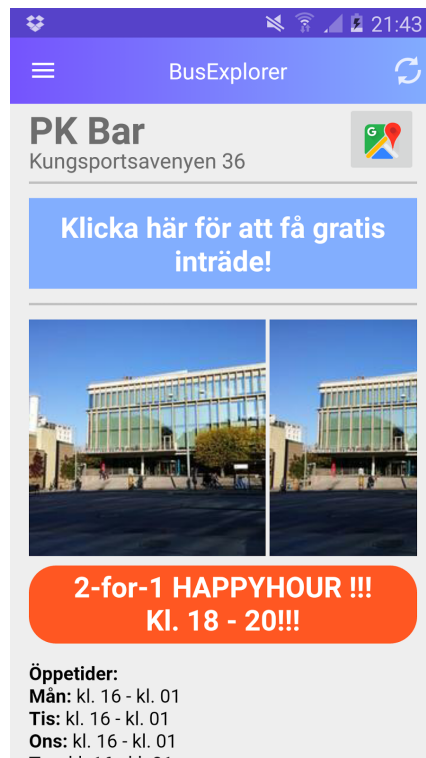 21:43
BusExplorer
PK Bar
Kungsportsavenyen 36
G
Klicka här för att få gratis
inträde!
2-for-1 HAPPYHOUR !!!
Kl. 18 - 20!!!
Öppetider:
Mån: kl. 16 - kl. 01
Tis: kl. 16 - kl. 01
Ons: kl. 16 - kl. 01